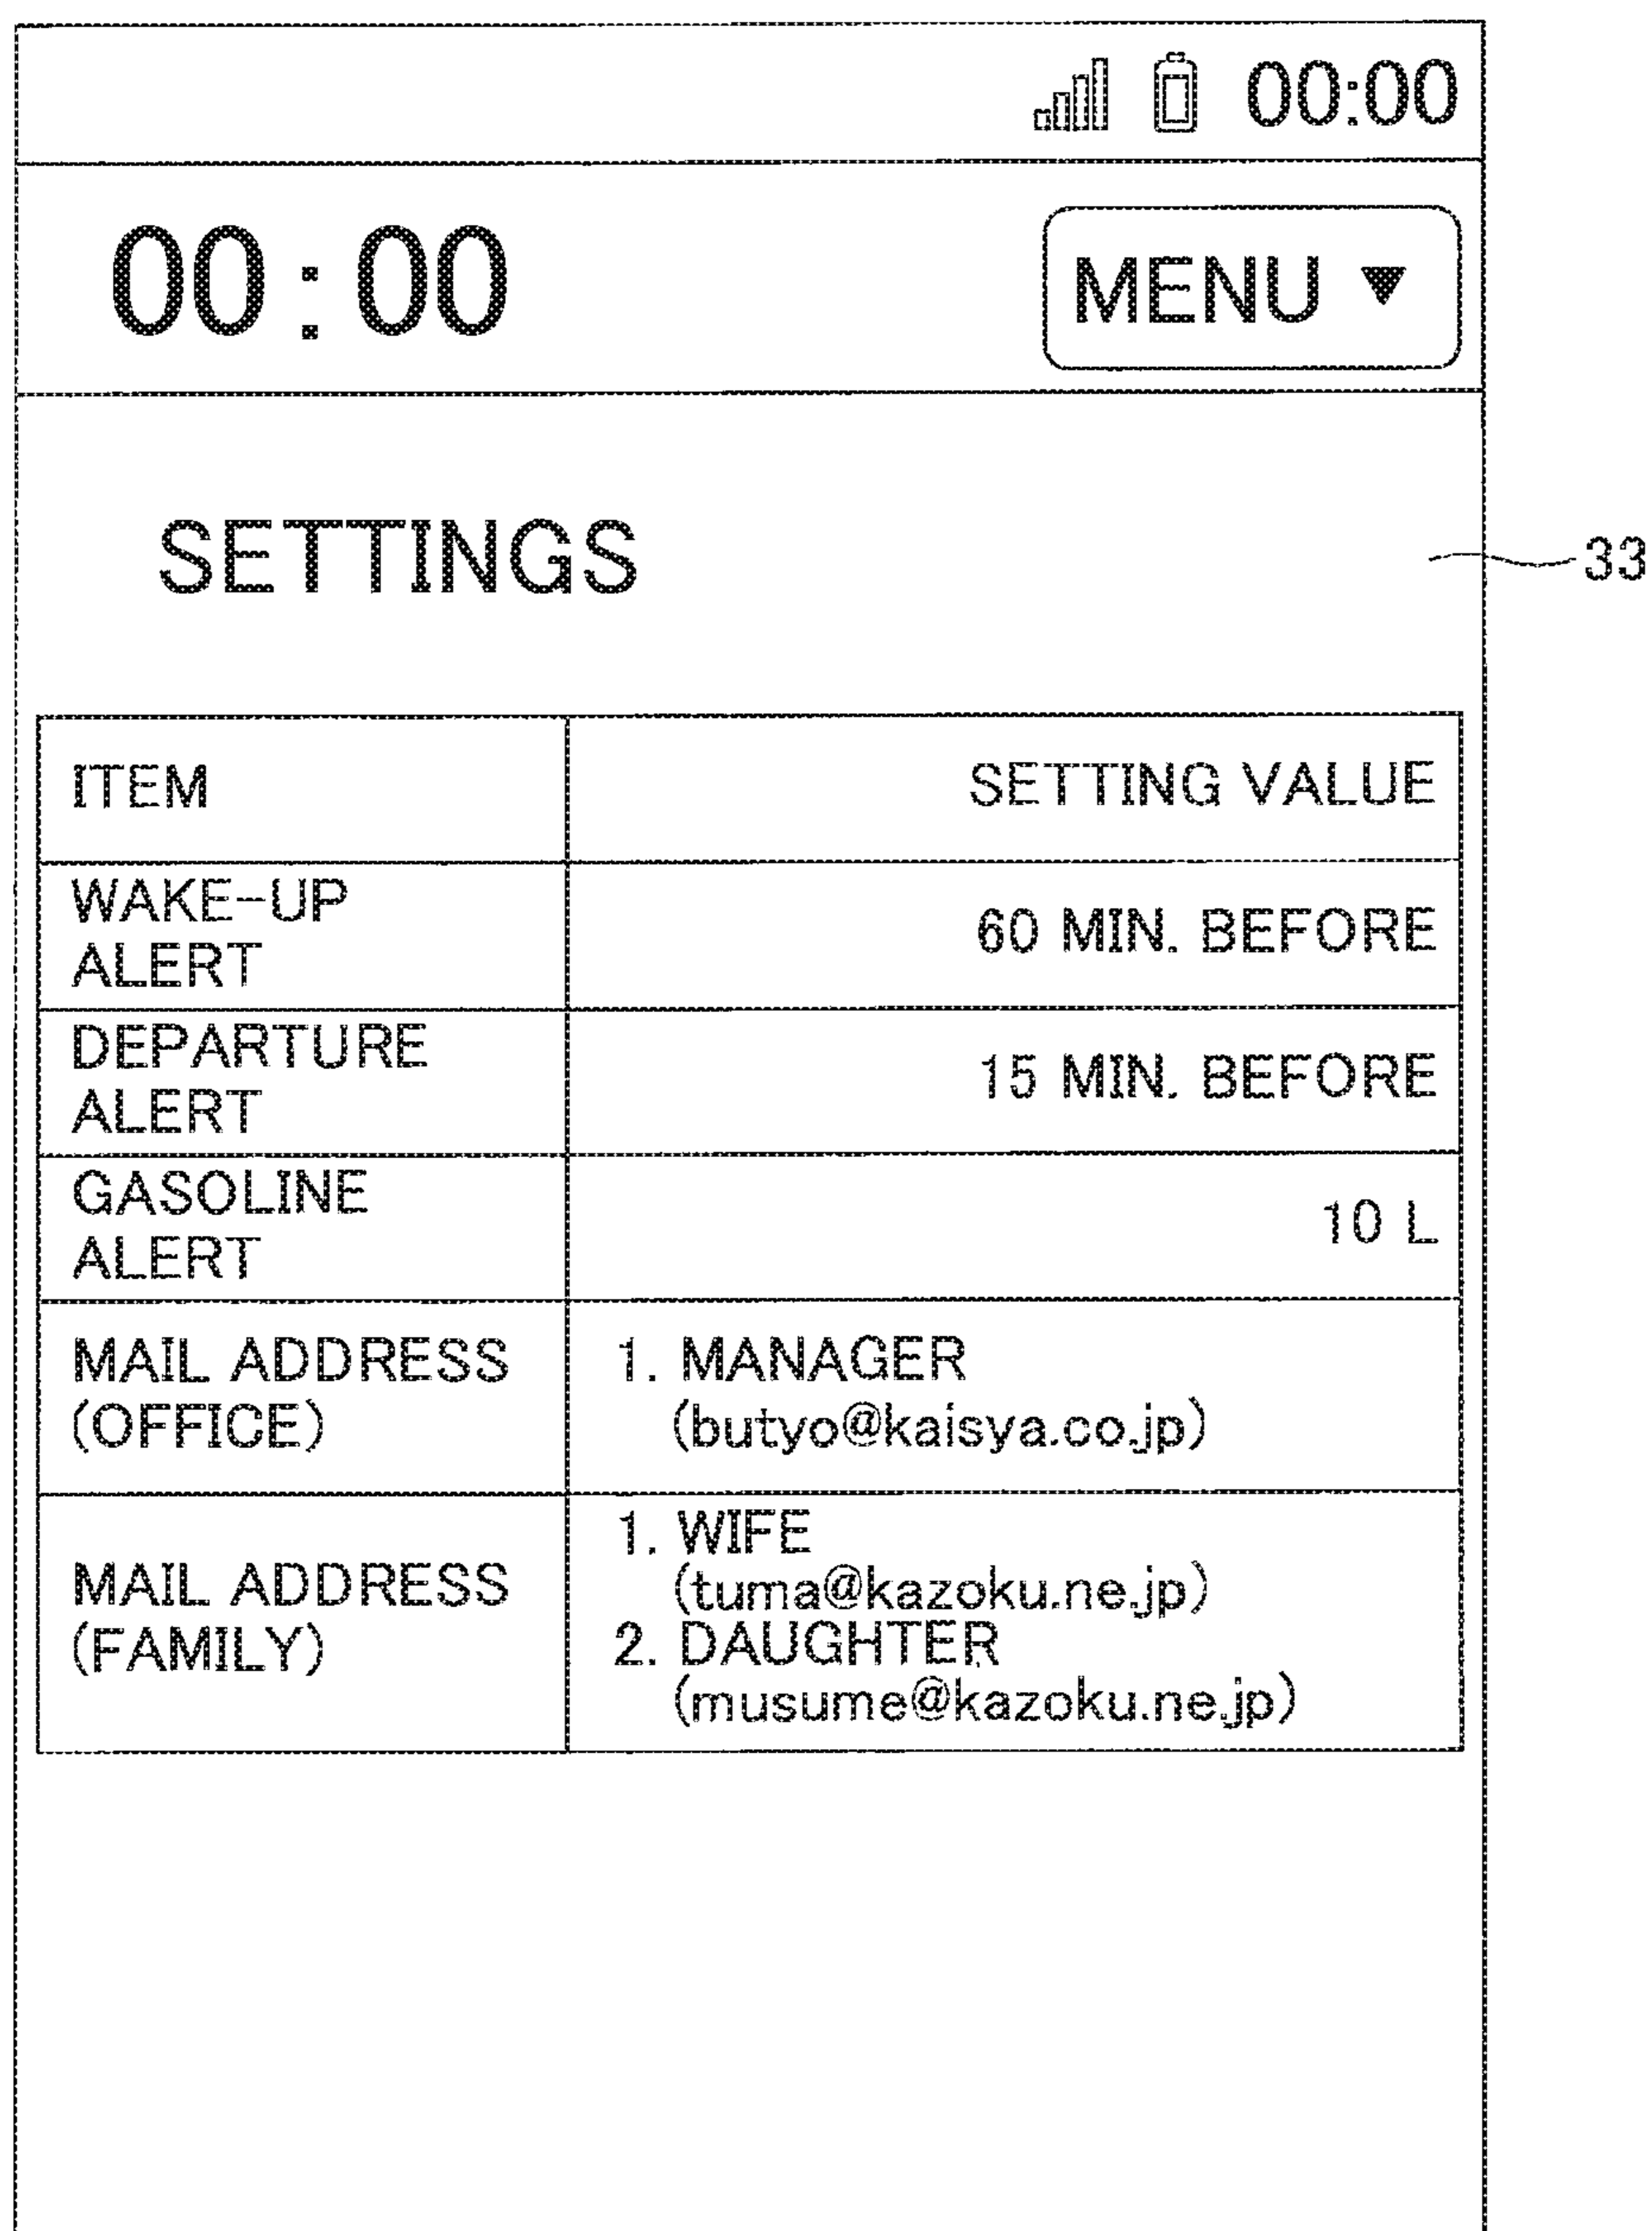 00:00
00:00
MENU ▼
SETTINGS
33
ITEM
SETTING VALUE
WAKE-UP
ALERT
60 MIN. BEFORE
DEPARTURE
ALERT
15 MIN. BEFORE
GASOLINE
ALERT
10 L
MAIL ADDRESS
(OFFICE)
1. MANAGER
(butyo@kaisya.co.jp)
MAIL ADDRESS
(FAMILY)
1. WIFE
(tuma@kazoku.ne.jp)
2. DAUGHTER
(musume@kazoku.ne.jp)